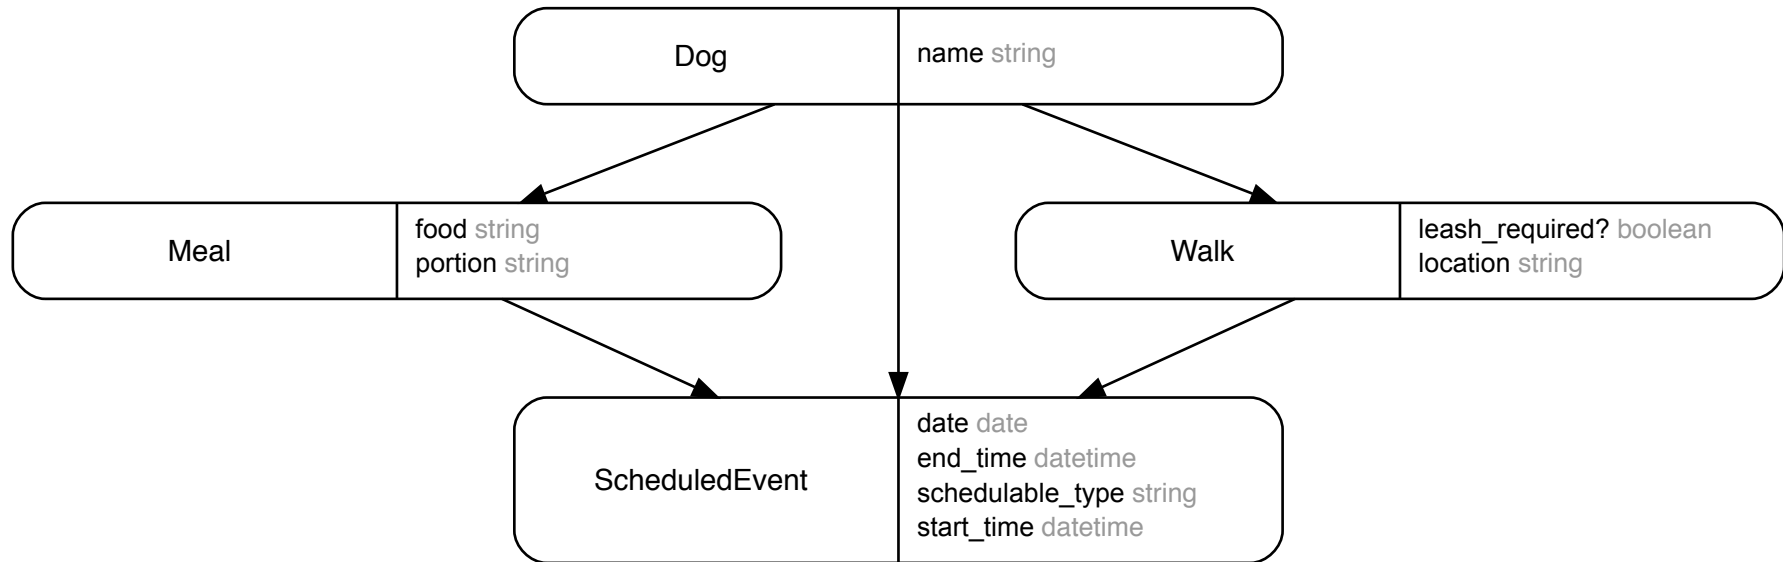 Dog
name string
Meal
food string
portion string
Walk
leash_required? boolean
location string
ScheduledEvent
date date
end_time datetime
schedulable_type string
start_time datetime